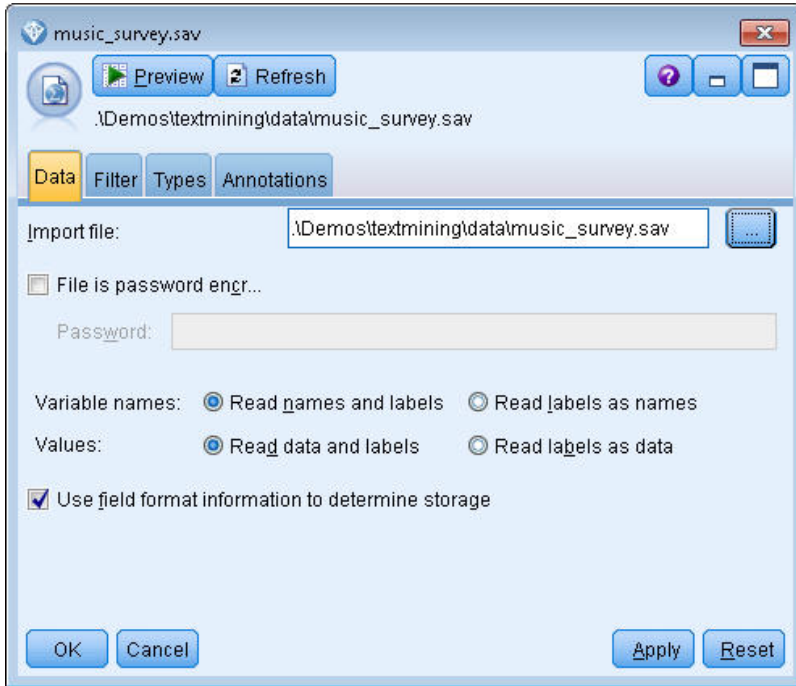 music_survey.sav
Preview Refresh
.\Demos\textmining\data\music_survey.sav
Data Filter Types Annotations
Import file: .\Demos\textmining\data\music_survey.sav ...
File is password encr...
Password:
Variable names: Read names and labels Read labels as names
Values: Read data and labels Read labels as data
Use field format information to determine storage
OK Cancel Apply Reset